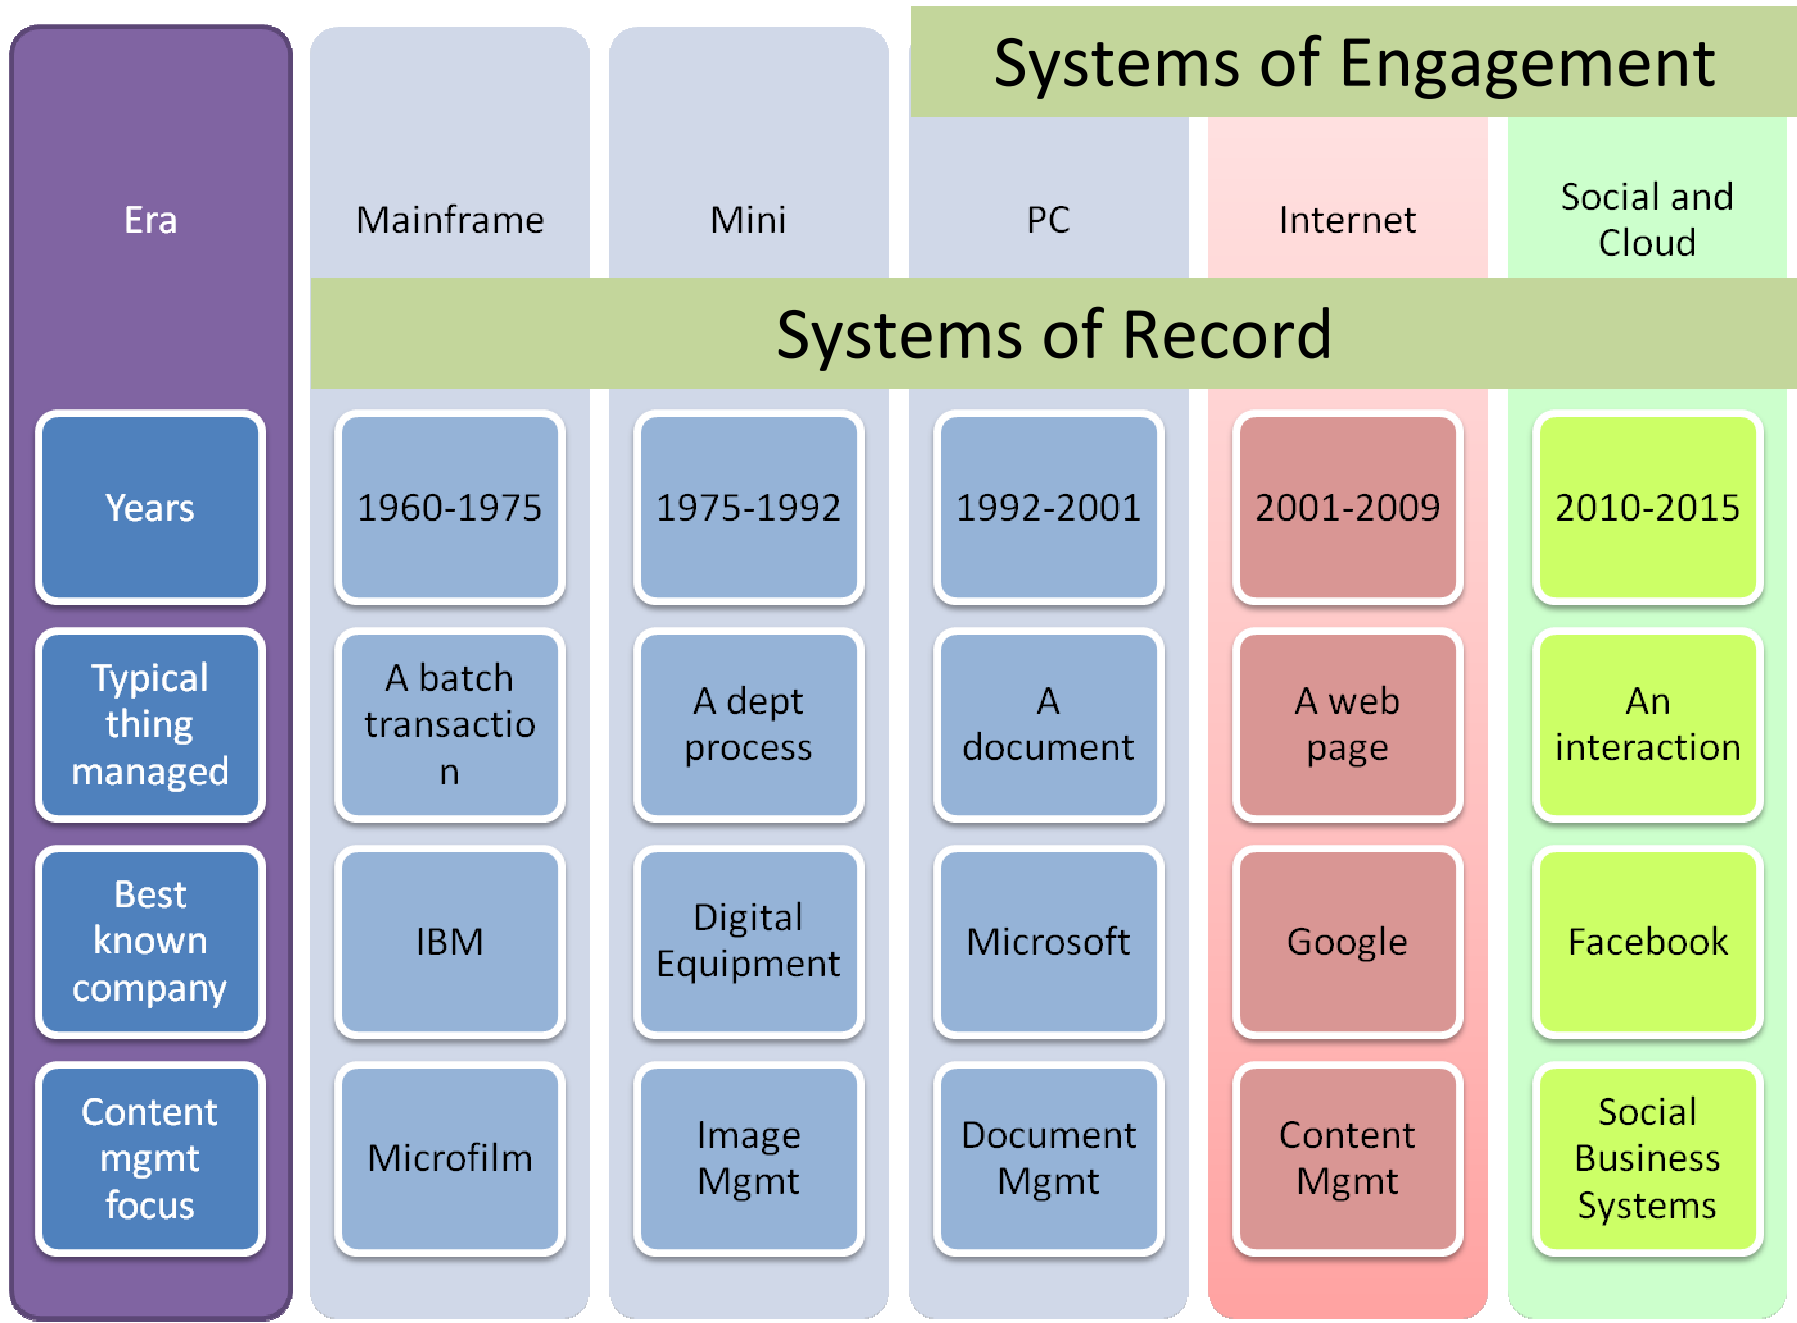 Systems of Engagement
Era
Mainframe
Mini
PC
Internet
Social and
Cloud
Systems of Record
Years
1960-1975
1975-1992
1992-2001
2001-2009
2010-2015
Typical
thing
managed
A batch
transactio
n
A dept
process
A
document
A web
page
An
interaction
Best
known
company
IBM
Digital
Equipment
Microsoft
Google
Facebook
Content
mgmt
focus
Microfilm
Image
Mgmt
Document
Mgmt
Content
Mgmt
Social
Business
Systems